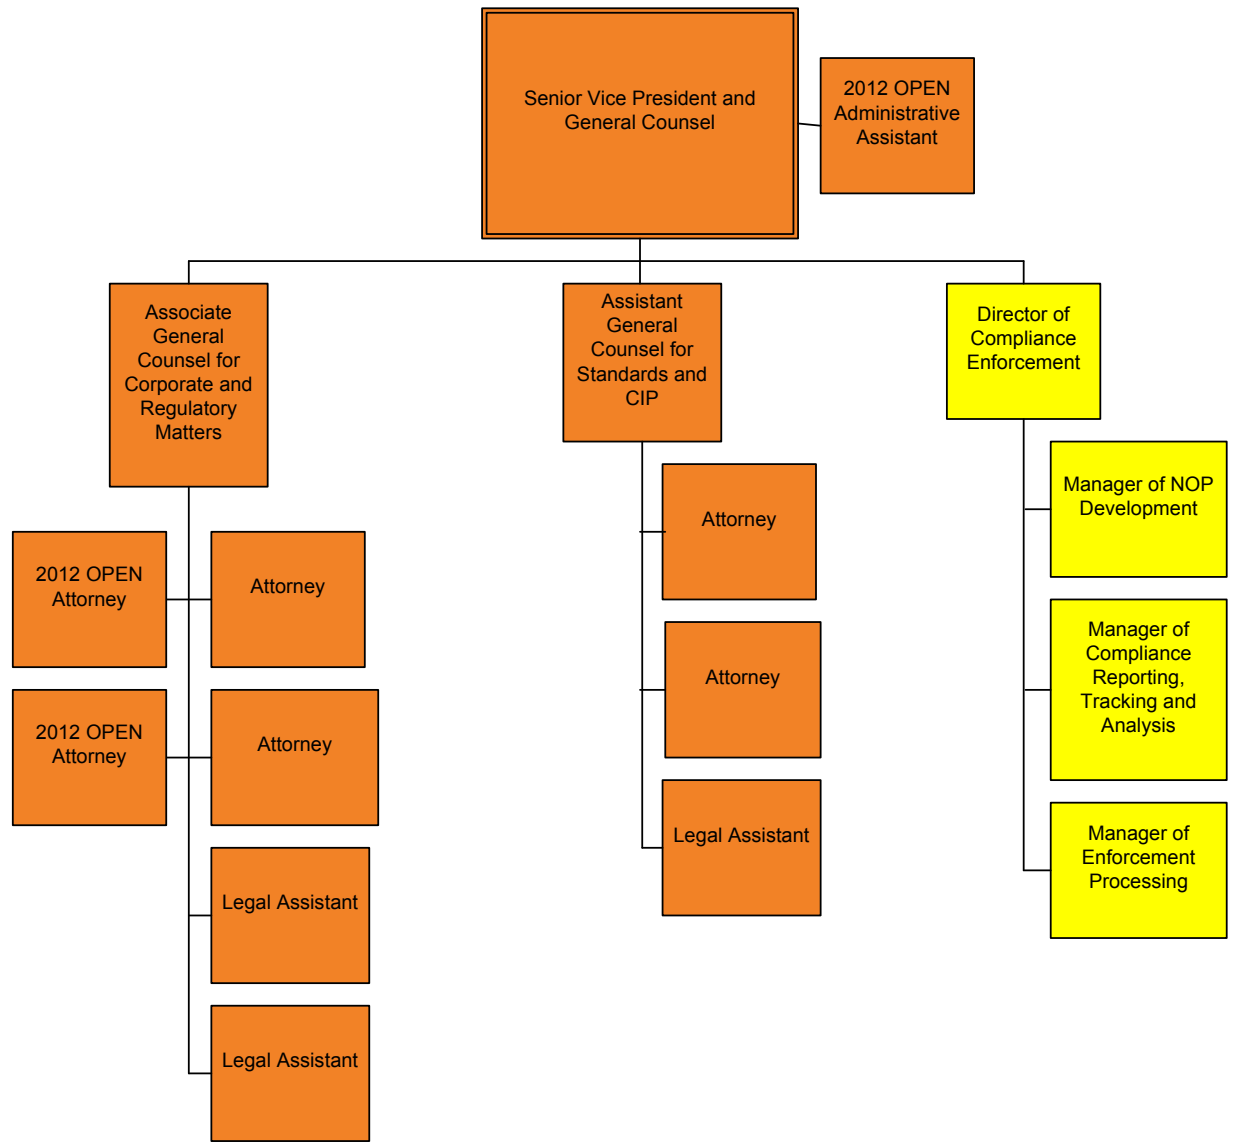 Senior Vice President and
General Counsel
2012 OPEN
Administrative
Assistant
Associate
General
Counsel for
Corporate and
Regulatory
Matters
Assistant
General
Counsel for
Standards and
CIP
Director of
Compliance
Enforcement
2012 OPEN
Attorney
Attorney
2012 OPEN
Attorney
Attorney
Legal Assistant
Legal Assistant
Attorney
Attorney
Legal Assistant
Manager of NOP
Development
Manager of
Compliance
Reporting,
Tracking and
Analysis
Manager of
Enforcement
Processing